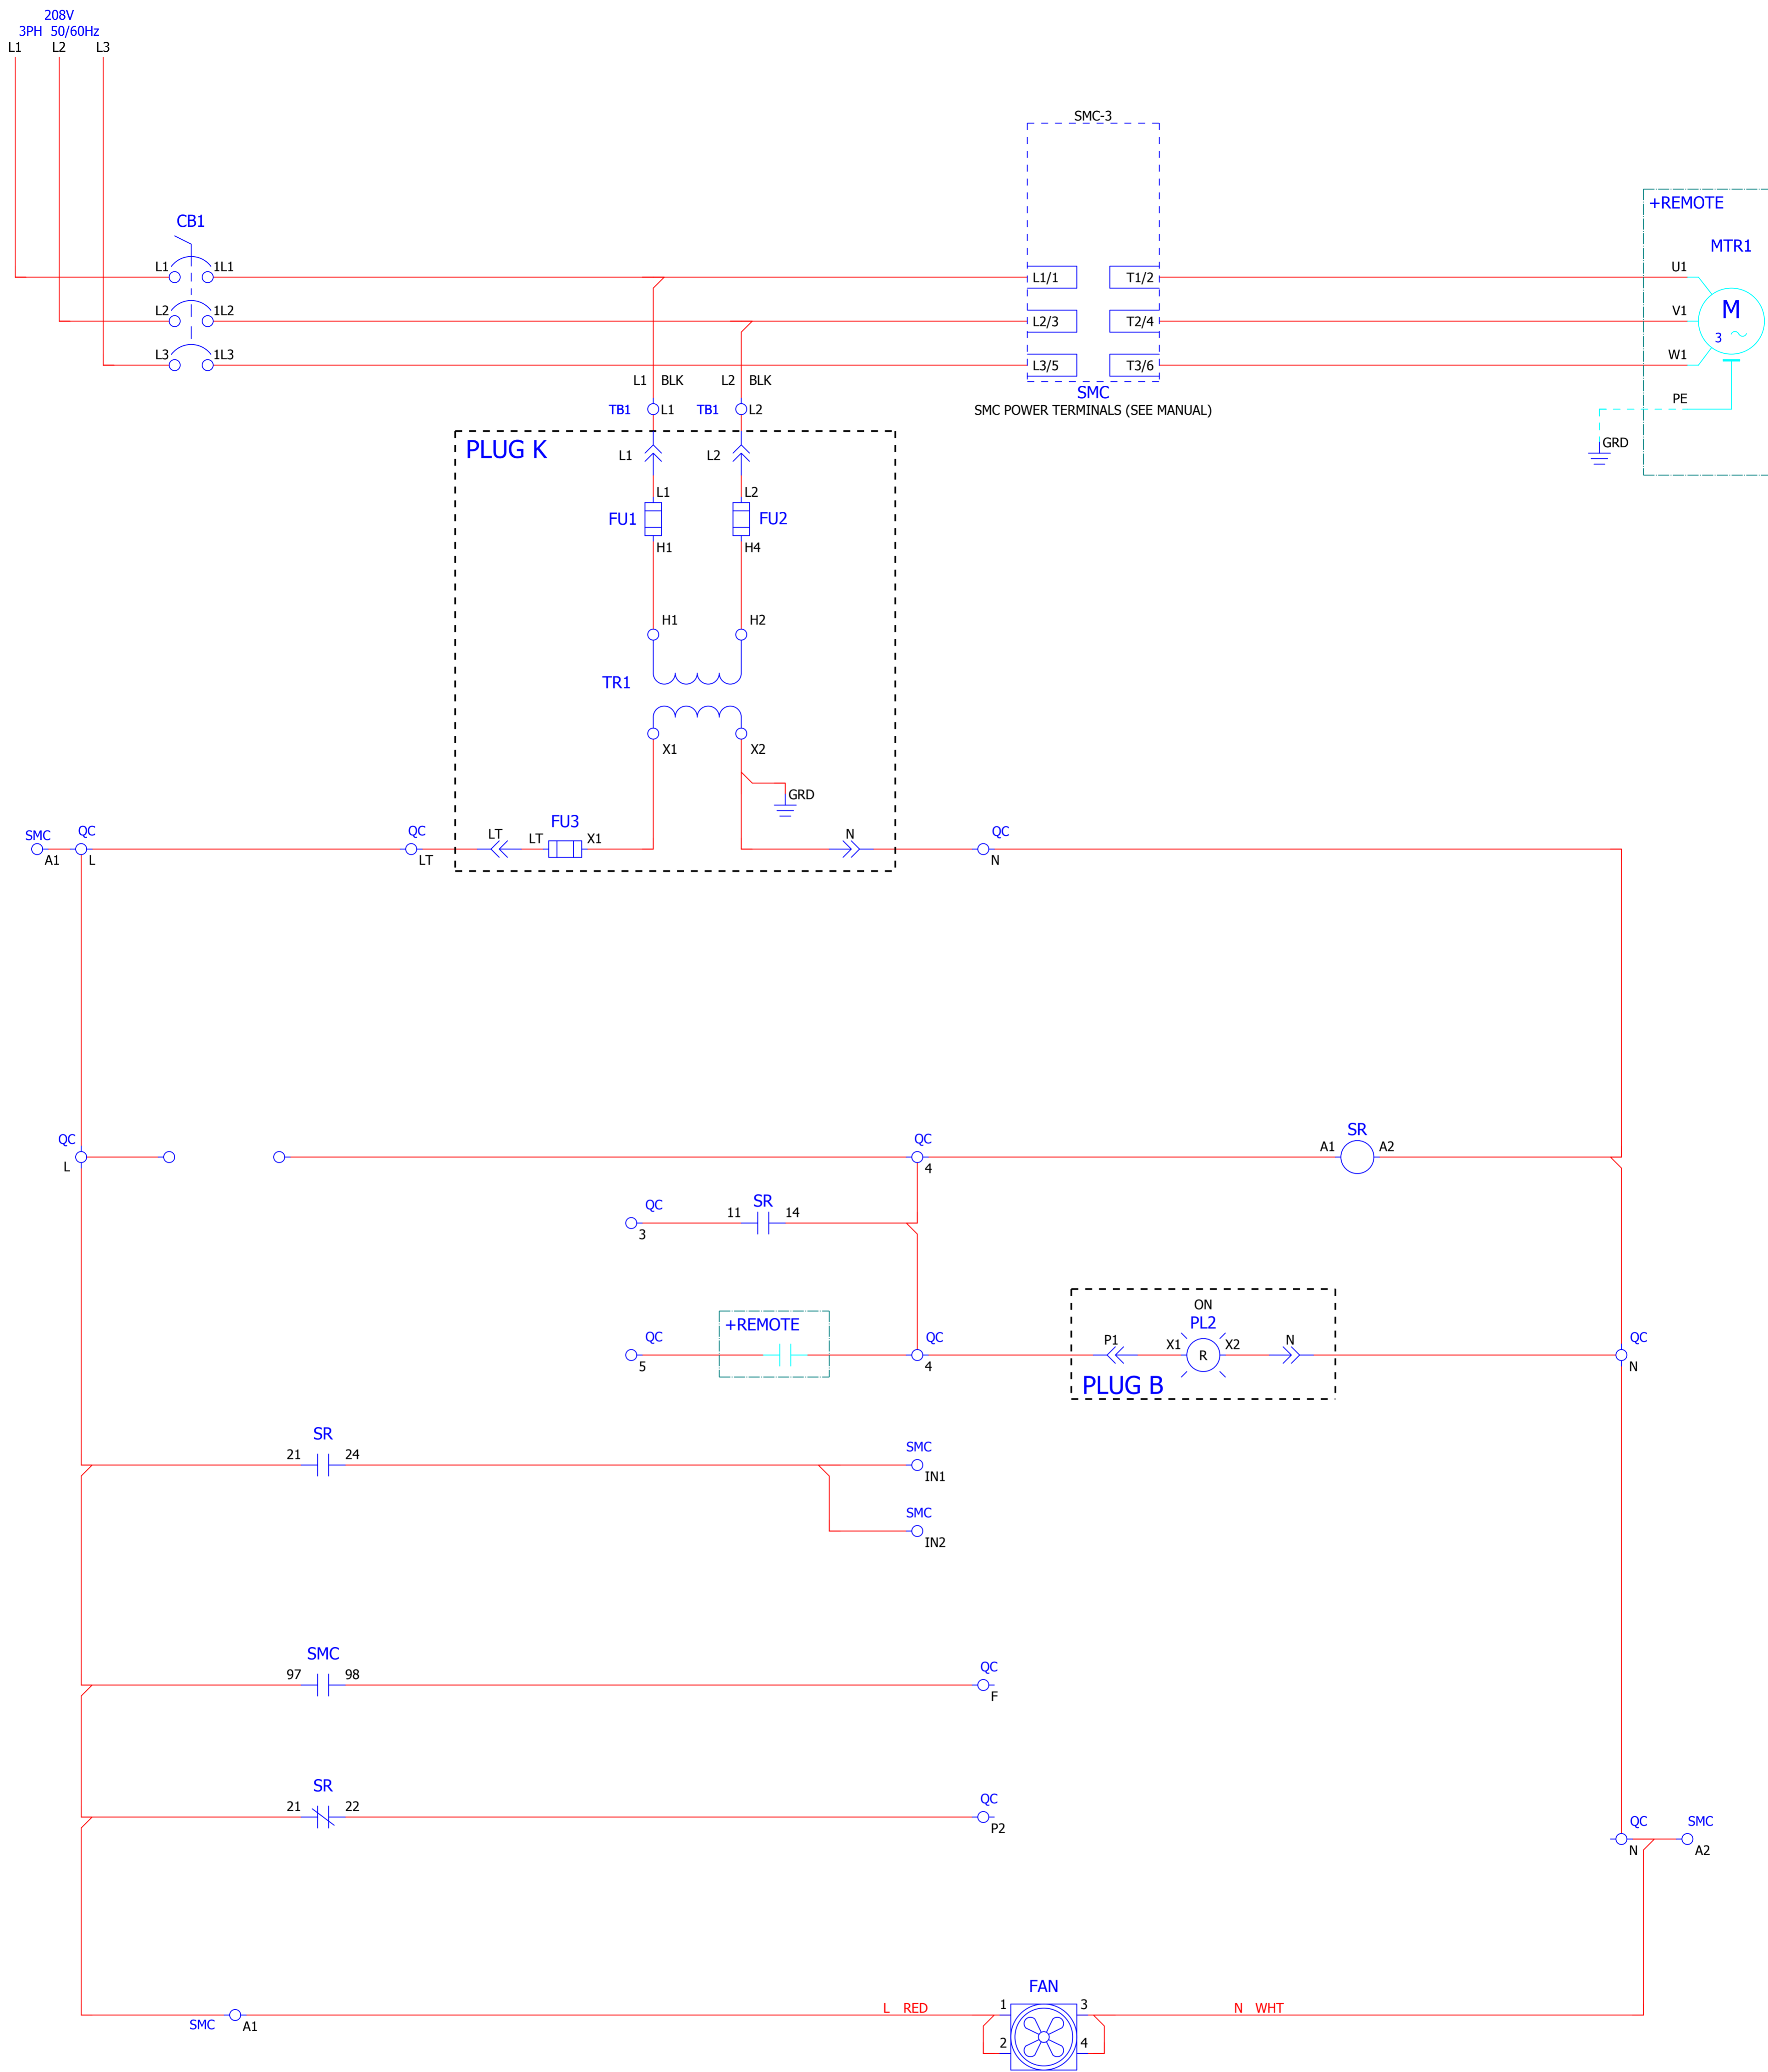 208V
3PH 50/60Hz
L1 L2 L3
SMC-3
+REMOTE
CB1
MTR1
L1 1L1 L1/1 T1/2 U1
L2 1L2 L2/3 T2/4 V1
M
3
L3 1L3 L3/5 T3/6 W1
L1 BLK L2 BLK
SMC
PE
TB1 L1 TB1 L2
SMC POWER TERMINALS (SEE MANUAL)
GRD
PLUG K
L1 L2
L1 L2
FU1 FU2
H1 H4
H1 H2
TR1
X1 X2
GRD
FU3
SMC QC QC LT LT X1 N QC
A1 L LT N
QC QC SR
A1 A2
L 4
QC SR
11 14
3
ON
+REMOTE PL2
QC QC P1 X1 X2 N QC
R
5 4 N
PLUG B
SR SMC
21 24
IN1
SMC
IN2
SMC QC
97 98
F
SR QC
21 22
P2
QC SMC
N A2
FAN
L RED 1 3 N WHT
SMC A1
2 4